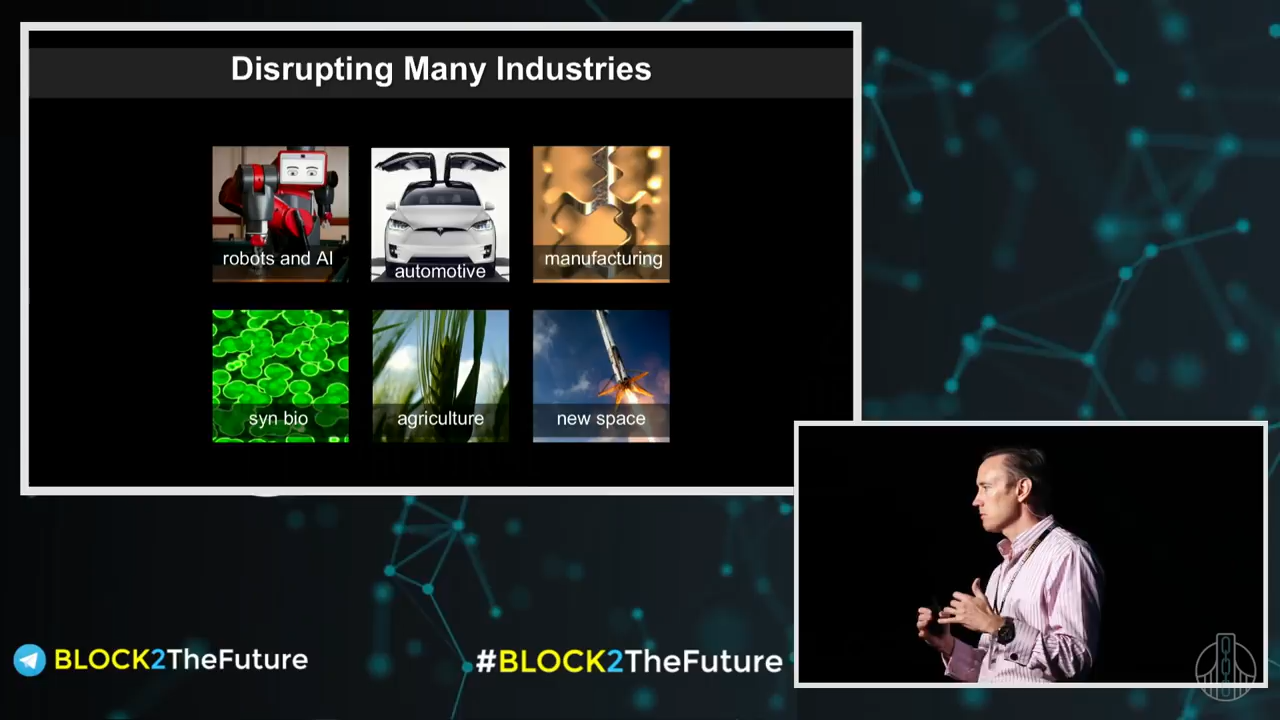 Disrupting Many Industries
robots and AI
automotive
manufacturing
syn bio
agriculture
new space
BLOCK2TheFuture
#BLOCK2TheFuture